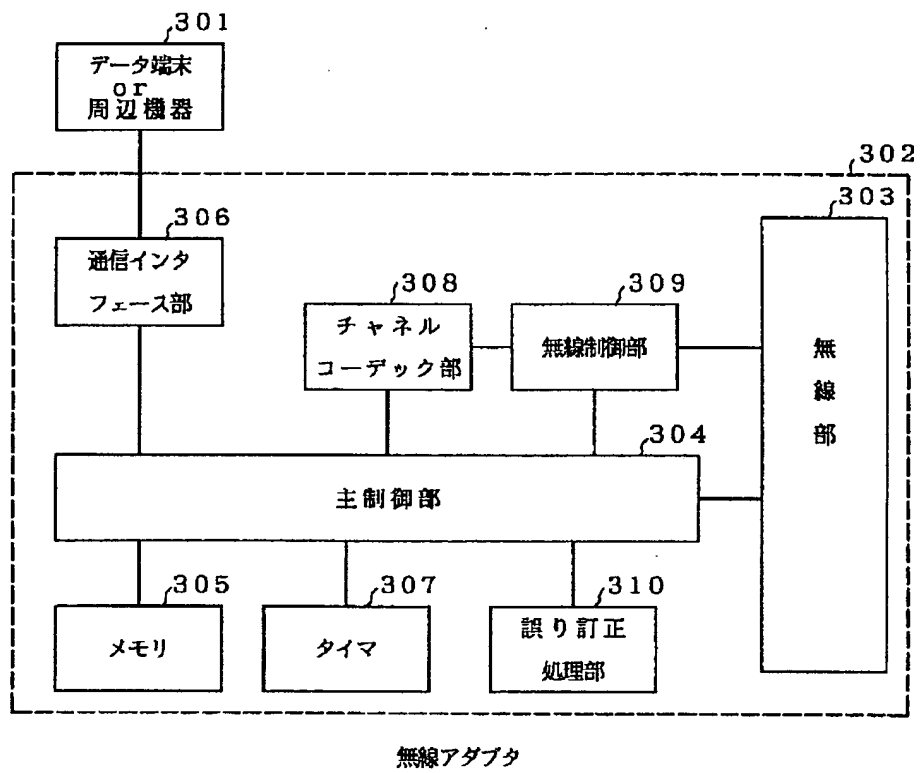 301
データ端末
or
周辺機器
302
303
306
通信インタ
フェース部
308
チャネル
コーデック部
309
無線制御部
無
線
部
304
主制御部
305
メモリ
307
タイマ
310
誤り訂正
処理部
無線アダプタ